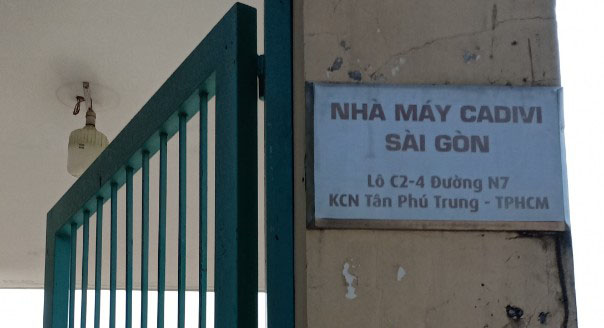 NHÀ MÁY CADIVI
SÀI GÒN
Lô C2-4 Đường N7
KCN Tân Phú Trung - TPHCM